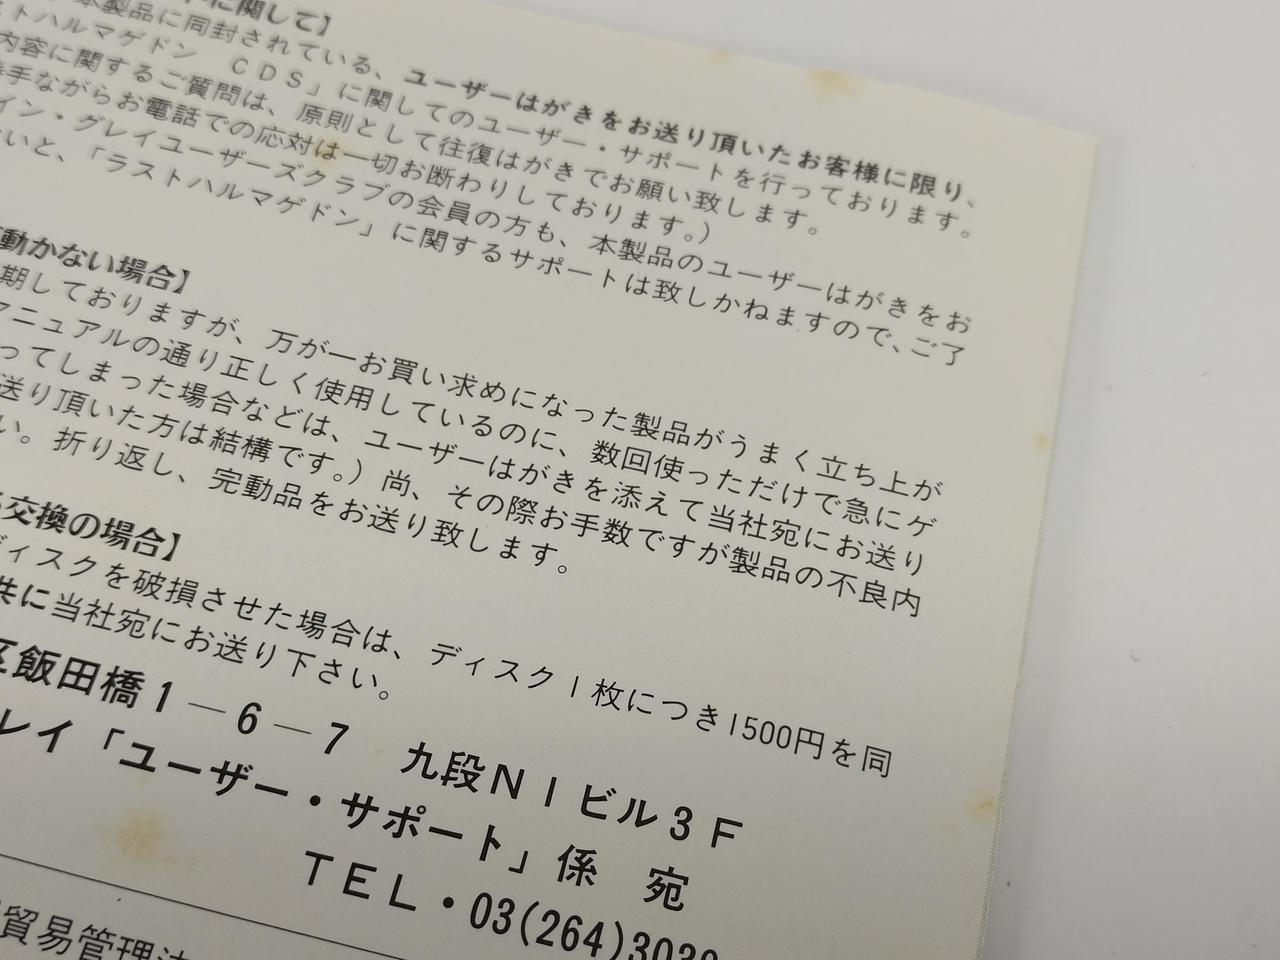 に関して】
本製品に同封されている、ユーザーはがきをお送り頂いたお客様に限り、
ストハルマゲドン　ＣＤＳ」に関してのユーザー・サポートを行っております。
内容に関するご質問は、原則として往復はがきでお願い致します。
勝手ながらお電話での応対は一切お断わりしております。）
イン・グレイユーザーズクラブの会員の方も、本製品のユーザーはがきをお
ないと、「ラストハルマゲドン」に関するサポートは致しかねますので、ご了
動かない場合】
期しておりますが、万が一お買い求めになった製品がうまく立ち上が
マニュアルの通り正しく使用しているのに、数回使っただけで急にゲ
ってしまった場合などは、ユーザーはがきを添えて当社宛にお送り
送り頂いた方は結構です。）尚、その際お手数ですが製品の不良内
い。折り返し、完動品をお送り致します。
る交換の場合】
ディスクを破損させた場合は、ディスク１枚につき1500円を同
共に当社宛にお送り下さい。
区飯田橋１－６－７　九段ＮＩビル３Ｆ
レイ「ユーザー・サポート」係　宛
ＴＥＬ・03(264)3039
貿易管理法